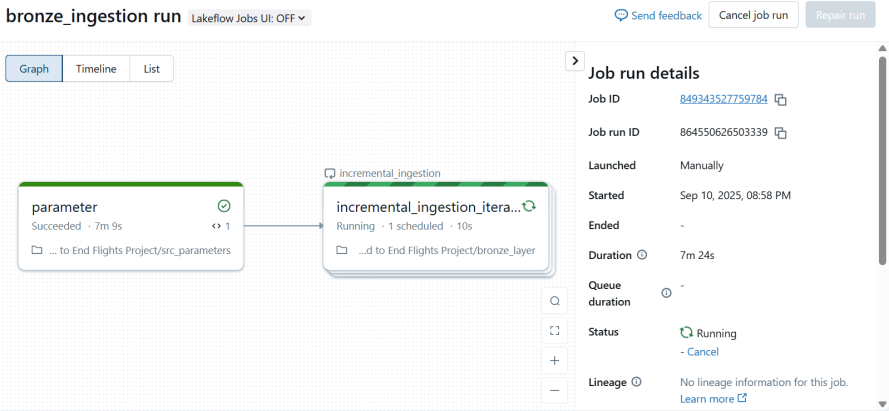 bronze_ingestion run Lakeflow Jobs UI: OFF Send feedback Cancel job run Repair run
Graph Timeline List
incremental_ingestion
parameter
Succeeded · 7m 9s 1
... to End Flights Project/src_parameters
incremental_ingestion_itera...
Running · 1 scheduled · 10s
...d to End Flights Project/bronze_layer
Job run details
Job ID 849343527759784
Job run ID 864550626503339
Launched Manually
Started Sep 10, 2025, 08:58 PM
Ended -
Duration 7m 24s
Queue duration -
Status Running
- Cancel
Lineage No lineage information for this job.
Learn more